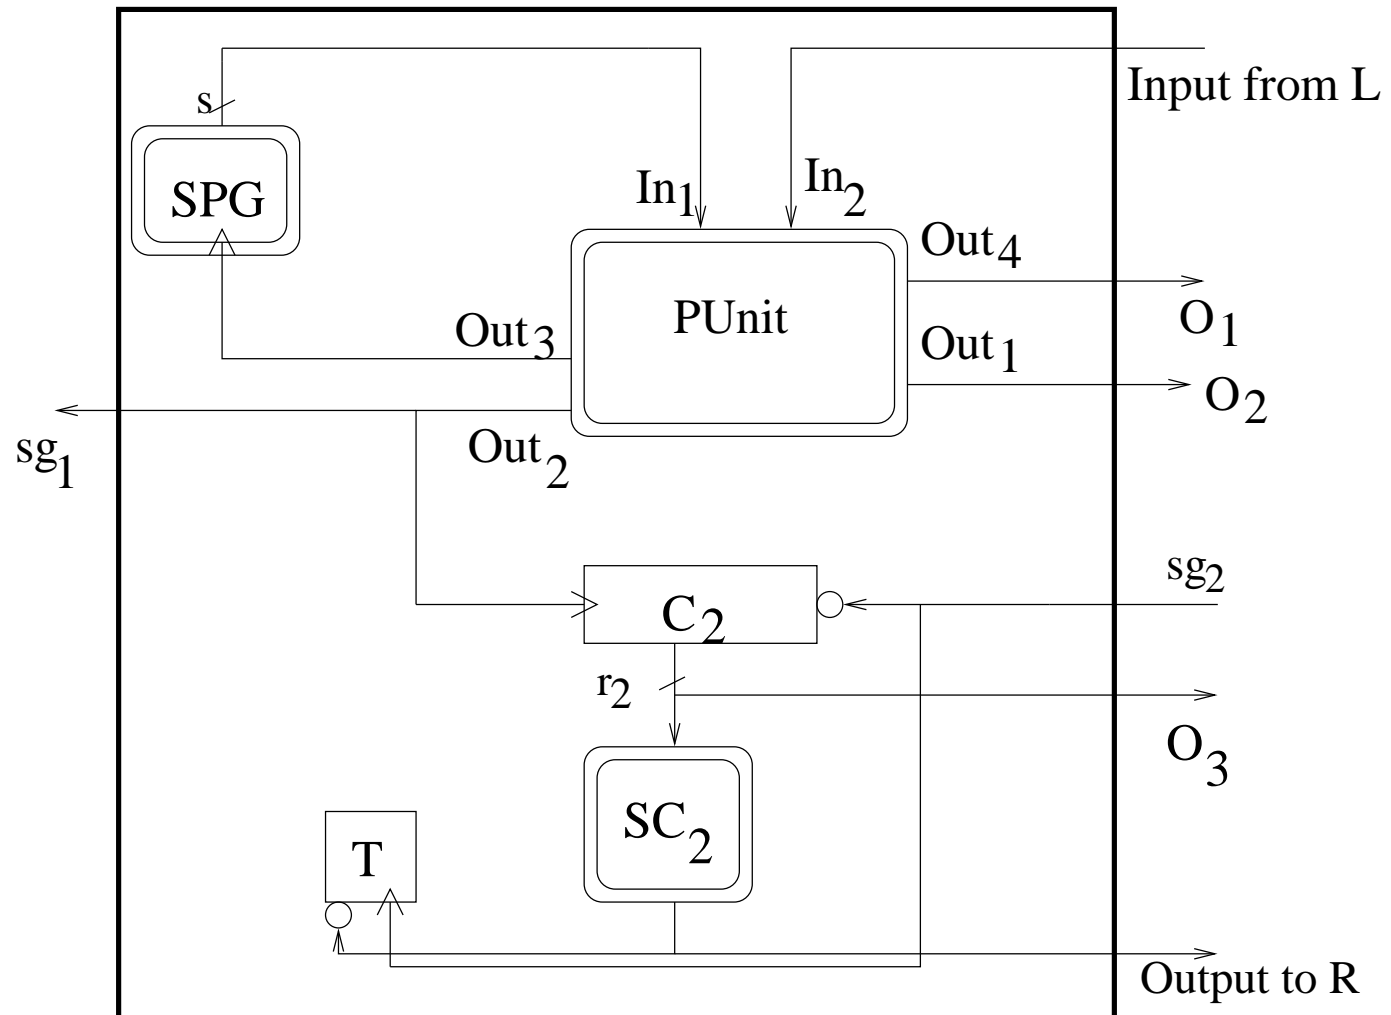 Input from L
s
SPG
In1
In2
Out4
O1
PUnit
Out3
Out1
O2
sg1
Out2
sg2
C2
r2
O3
SC2
T
Output to R